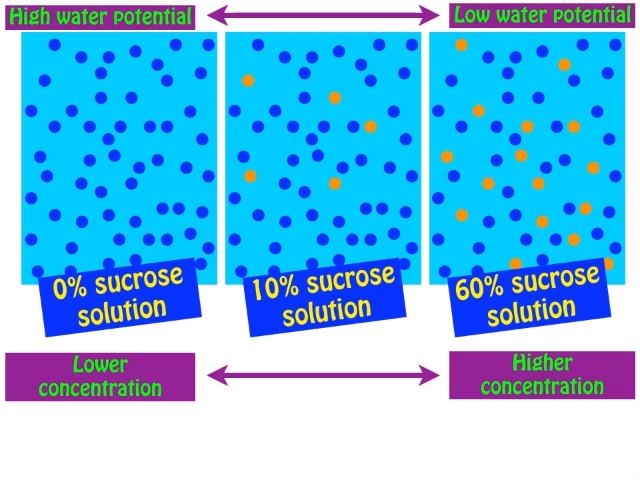 High water potential
Low water potential
0% sucrose
solution
10% sucrose
solution
60% sucrose
solution
Lower
concentration
Higher
concentration